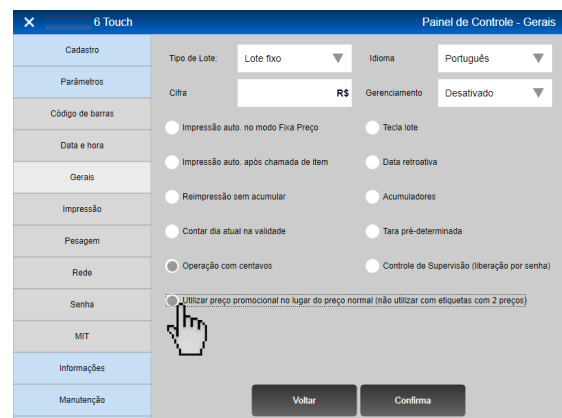 ✕ 6 Touch Painel de Controle - Gerais
Cadastro
Parâmetros
Código de barras
Data e hora
Gerais
Impressão
Pesagem
Rede
Senha
MIT
Informações
Manutenção
Tipo de Lote: Lote fixo Idioma Português
Cifra R$ Gerenciamento Desativado
Impressão auto. no modo Fixa Preço Tecla lote
Impressão auto. após chamada de item Data retroativa
Reimpressão sem acumular Acumuladores
Contar dia atual na validade Tara pré-determinada
Operação com centavos Controle de Supervisão (liberação por senha)
Utilizar preço promocional no lugar do preço normal (não utilizar com etiquetas com 2 preços)
Voltar Confirma